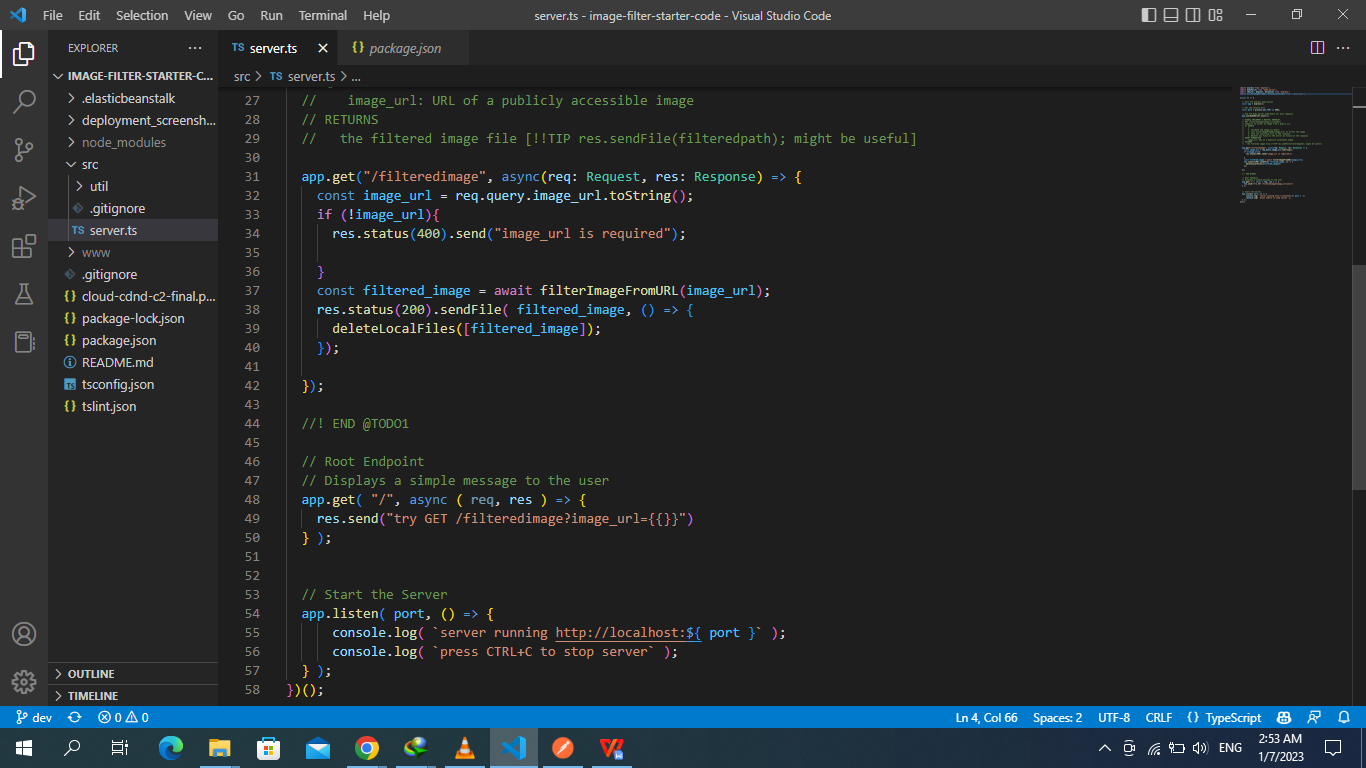 File Edit Selection View Go Run Terminal Help
server.ts - image-filter-starter-code - Visual Studio Code
EXPLORER
IMAGE-FILTER-STARTER-C...
.elasticbeanstalk
deployment_screensh...
node_modules
src
util
.gitignore
TS server.ts
www
.gitignore
{} cloud-cdnd-c2-final.p...
{} package-lock.json
{} package.json
README.md
TS tsconfig.json
{} tslint.json
OUTLINE
TIMELINE
TS server.ts
{} package.json
src > TS server.ts > ...
27 //    image_url: URL of a publicly accessible image
28 // RETURNS
29 //   the filtered image file [!!TIP res.sendFile(filteredpath); might be useful]
30
31 app.get("/filteredimage", async(req: Request, res: Response) => {
32   const image_url = req.query.image_url.toString();
33   if (!image_url){
34     res.status(400).send("image_url is required");
35
36   }
37   const filtered_image = await filterImageFromURL(image_url);
38   res.status(200).sendFile( filtered_image, () => {
39     deleteLocalFiles([filtered_image]);
40   });
41
42 });
43
44 //! END @TODO1
45
46 // Root Endpoint
47 // Displays a simple message to the user
48 app.get( "/", async ( req, res ) => {
49   res.send("try GET /filteredimage?image_url={{}}")
50 } );
51
52
53 // Start the Server
54 app.listen( port, () => {
55     console.log( `server running http://localhost:${ port }` );
56     console.log( `press CTRL+C to stop server` );
57 } );
58 })();
dev 0 0 Ln 4, Col 66 Spaces: 2 UTF-8 CRLF {} TypeScript
ENG
2:53 AM
1/7/2023